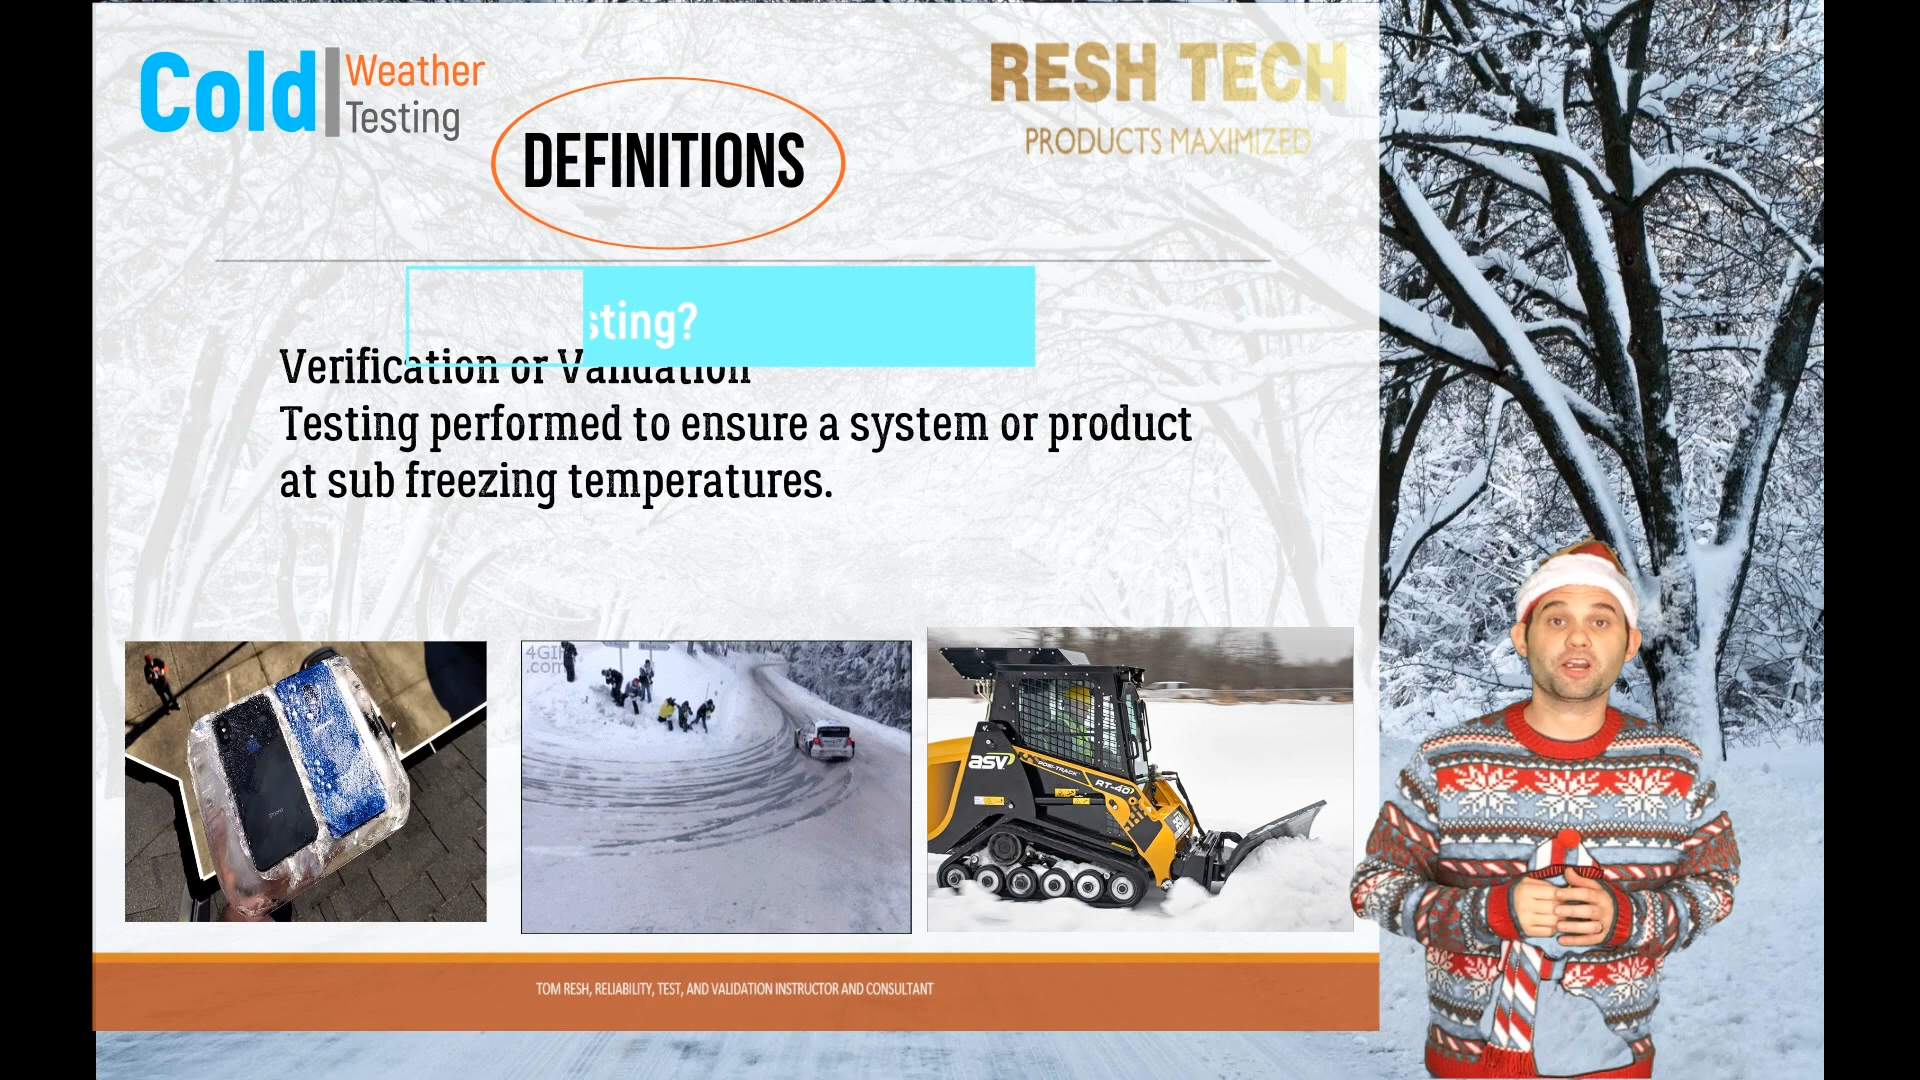 Cold
Weather
Testing
DEFINITIONS
RESH TECH
PRODUCTS MAXIMIZED
sting?
Verification or Validation
Testing performed to ensure a system or product
at sub freezing temperatures.
4GI
.com
iPhone
asv
POSI-TRACK
RT-40
TOM RESH, RELIABILITY, TEST, AND VALIDATION INSTRUCTOR AND CONSULTANT